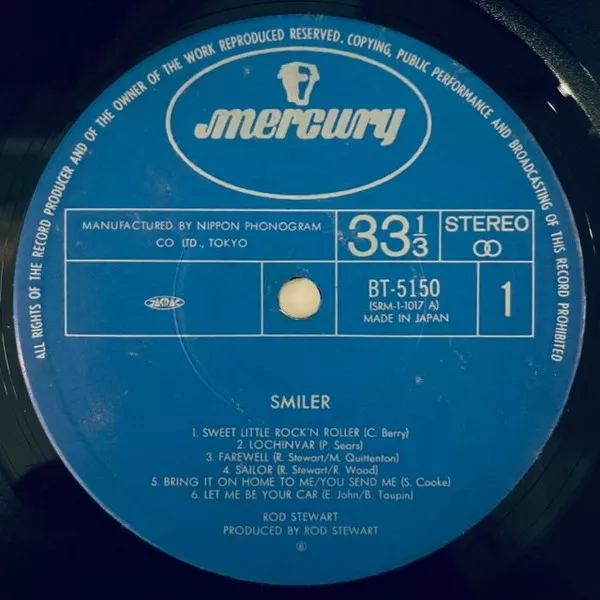 ALL RIGHTS OF THE RECORD PRODUCER AND OF THE OWNER OF THE WORK REPRODUCED RESERVED. COPYING, PUBLIC PERFORMANCE AND BROADCASTING OF THIS RECORD PROHIBITED
mercury
MANUFACTURED BY NIPPON PHONOGRAM
CO LTD., TOKYO
33 1/3
STEREO
JASRAC
BT-5150
(SRM-1-1017 A)
MADE IN JAPAN
1
SMILER
1. SWEET LITTLE ROCK'N ROLLER (C. Berry)
2. LOCHINVAR (P. Sears)
3. FAREWELL (R. Stewart/M. Quittenton)
4. SAILOR (R. Stewart/R. Wood)
5. BRING IT ON HOME TO ME/YOU SEND ME (S. Cooke)
6. LET ME BE YOUR CAR (E. John/B. Taupin)
ROD STEWART
PRODUCED BY ROD STEWART